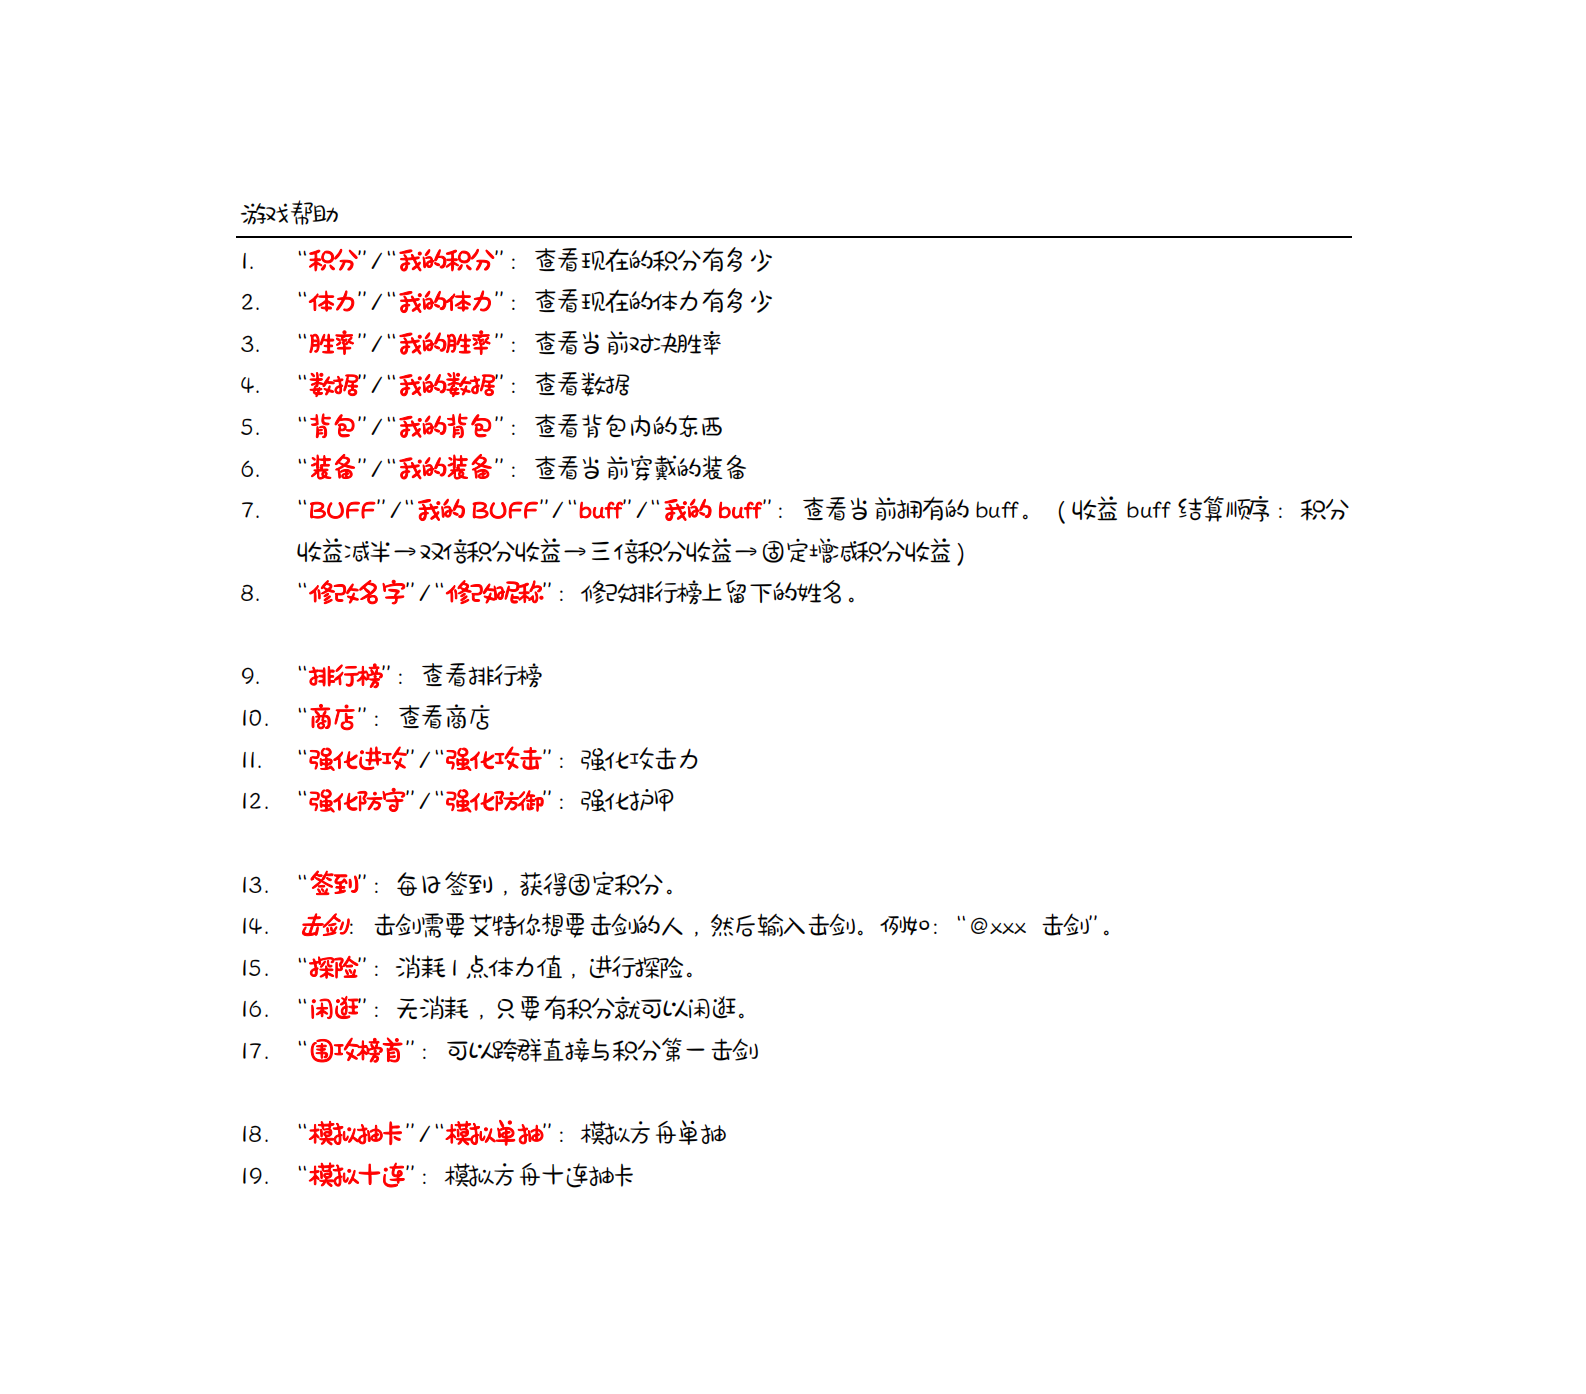 游戏帮助
1. “积分”/“我的积分”：查看现在的积分有多少
2. “体力”/“我的体力”：查看现在的体力有多少
3. “胜率”/“我的胜率”：查看当前对决胜率
4. “数据”/“我的数据”：查看数据
5. “背包”/“我的背包”：查看背包内的东西
6. “装备”/“我的装备”：查看当前穿戴的装备
7. “BUFF”/“我的 BUFF”/“buff”/“我的 buff”：查看当前拥有的 buff。（收益 buff 结算顺序：积分
收益减半→双倍积分收益→三倍积分收益→固定增减积分收益）
8. “修改名字”/“修改昵称”：修改排行榜上留下的姓名。
9. “排行榜”：查看排行榜
10. “商店”：查看商店
11. “强化进攻”/“强化攻击”：强化攻击力
12. “强化防守”/“强化防御”：强化护甲
13. “签到”：每日签到，获得固定积分。
14. 击剑：击剑需要艾特你想要击剑的人，然后输入击剑。例如：“@xxx 击剑”。
15. “探险”：消耗1点体力值，进行探险。
16. “闲逛”：无消耗，只要有积分就可以闲逛。
17. “围攻榜首”：可以跨群直接与积分第一击剑
18. “模拟抽卡”/“模拟单抽”：模拟方舟单抽
19. “模拟十连”：模拟方舟十连抽卡